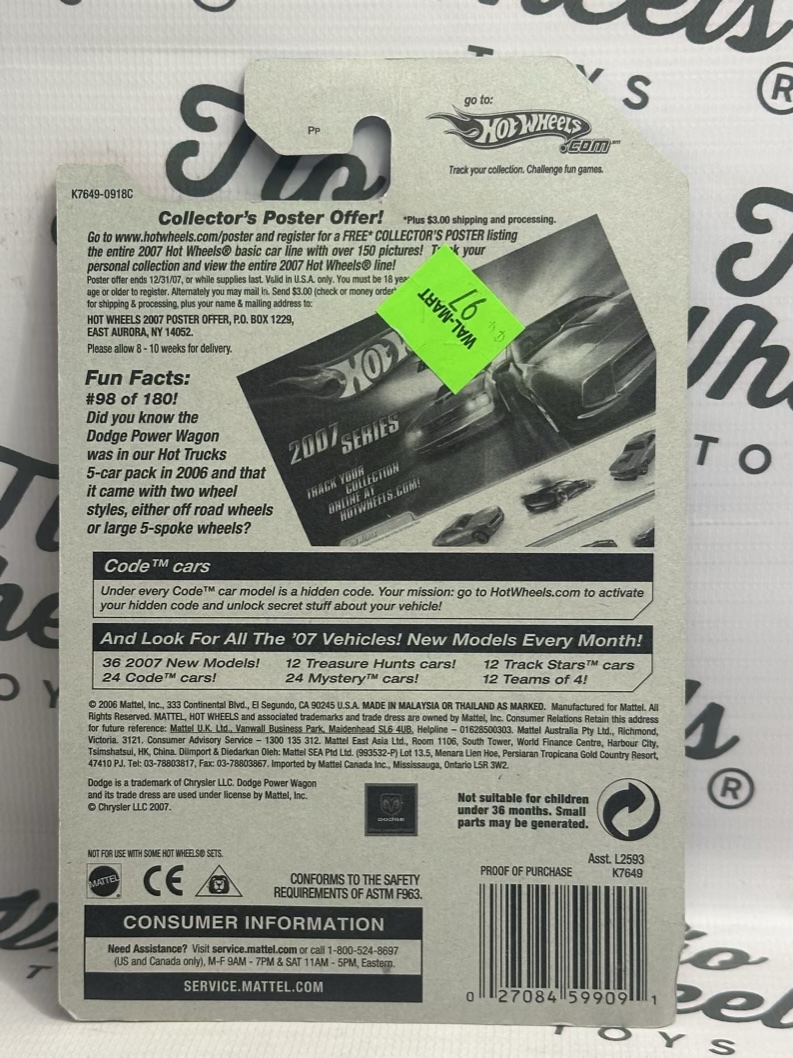 Pp
go to:
HOT WHEELS
.COM
Track your collection. Challenge fun games.
K7649-0918C
Collector's Poster Offer! *Plus $3.00 shipping and processing.
Go to www.hotwheels.com/poster and register for a FREE* COLLECTOR'S POSTER listing
the entire 2007 Hot Wheels® basic car line with over 150 pictures! your
personal collection and view the entire 2007 Hot Wheels® line!
Poster offer ends 12/31/07, or while supplies last. Valid in U.S.A. only. You must be 18
age or older to register. Alternately you may mail in. Send $3.00 (check or money
for shipping & processing, plus your name & mailing address to:
HOT WHEELS 2007 POSTER OFFER, P.O. BOX 1229,
EAST AURORA, NY 14052.
Please allow 8 - 10 weeks for delivery.
WAL-MART
97
HOT
2007 SERIES
TRACK YOUR
COLLECTION
ONLINE AT
HOTWHEELS.COM!
Fun Facts:
#98 of 180!
Did you know the
Dodge Power Wagon
was in our Hot Trucks
5-car pack in 2006 and that
it came with two wheel
styles, either off road wheels
or large 5-spoke wheels?
Code™ cars
Under every Code™ car model is a hidden code. Your mission: go to HotWheels.com to activate
your hidden code and unlock secret stuff about your vehicle!
And Look For All The '07 Vehicles! New Models Every Month!
36 2007 New Models! 12 Treasure Hunts cars! 12 Track Stars™ cars
24 Code™ cars! 24 Mystery™ cars! 12 Teams of 4!
© 2006 Mattel, Inc., 333 Continental Blvd., El Segundo, CA 90245 U.S.A. MADE IN MALAYSIA OR THAILAND AS MARKED. Manufactured for Mattel. All
Rights Reserved. MATTEL, HOT WHEELS and associated trademarks and trade dress are owned by Mattel, Inc. Consumer Relations Retain this address
for future reference: Mattel U.K. Ltd., Vanwall Business Park, Maidenhead SL6 4UB. Helpline – 01628500303. Mattel Australia Pty Ltd., Richmond,
Victoria. 3121. Consumer Advisory Service – 1300 135 312. Mattel East Asia Ltd., Room 1106, South Tower, World Finance Centre, Harbour City,
Tsimshatsui, HK, China. Diimport & Diedarkan Oleh: Mattel SEA Ptd Ltd. (993532-P) Lot 13.5, Menara Lien Hoe, Persiaran Tropicana Gold Country Resort,
47410 PJ. Tel: 03-78803817, Fax: 03-78803867. Imported by Mattel Canada Inc., Mississauga, Ontario L5R 3W2.
Dodge is a trademark of Chrysler LLC. Dodge Power Wagon
and its trade dress are used under license by Mattel, Inc.
© Chrysler LLC 2007.
DODGE
Not suitable for children
under 36 months. Small
parts may be generated.
NOT FOR USE WITH SOME HOT WHEELS® SETS.
MATTEL
CE
CONFORMS TO THE SAFETY
REQUIREMENTS OF ASTM F963.
Asst. L2593
PROOF OF PURCHASE K7649
CONSUMER INFORMATION
Need Assistance? Visit service.mattel.com or call 1-800-524-8697
(US and Canada only), M-F 9AM - 7PM & SAT 11AM - 5PM, Eastern.
SERVICE.MATTEL.COM
0 27084 59909 1